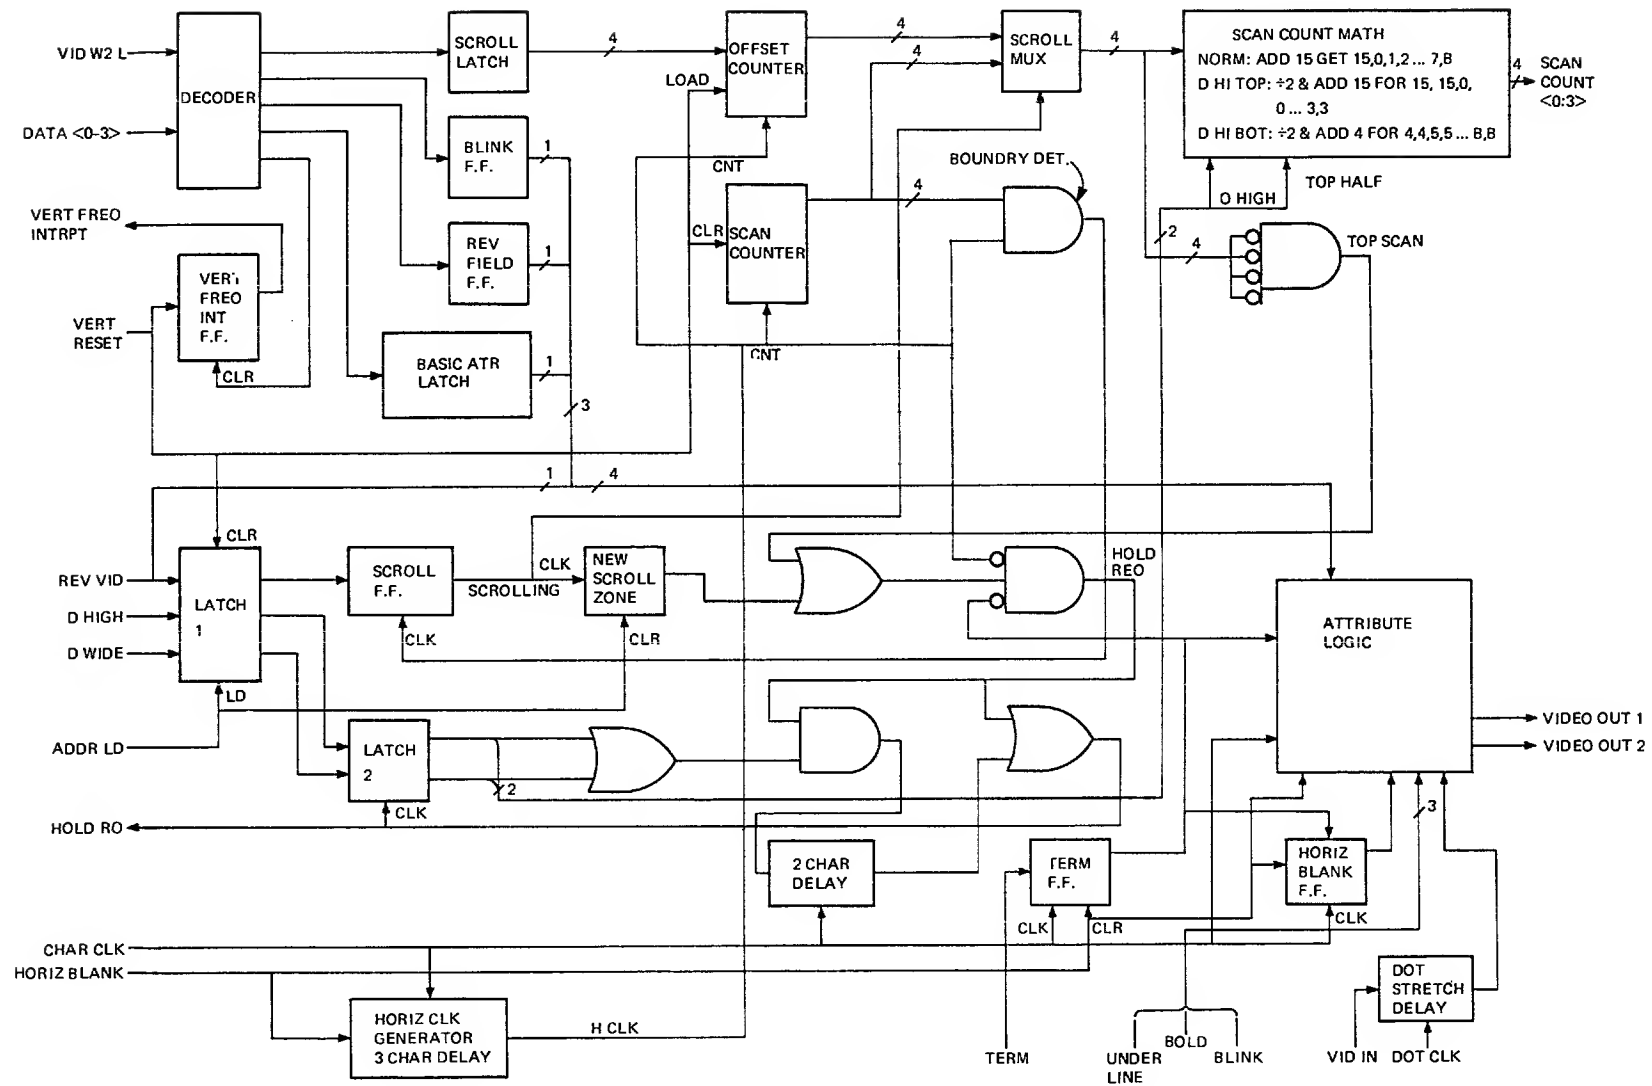 VID W2 L
DATA <0-3>
DECODER
SCROLL
LATCH
4
LOAD
OFFSET
COUNTER
4
4
SCROLL
MUX
4
SCAN COUNT MATH
NORM: ADD 15 GET 15,0,1,2 ... 7,B
D HI TOP: ÷2 & ADD 15 FOR 15, 15,0,
0 ... 3,3
D HI BOT: ÷2 & ADD 4 FOR 4,4,5,5 ... B,B
4
SCAN
COUNT
<0:3>
BLINK
F.F.
1
CNT
BOUNDRY DET.
TOP HALF
O HIGH
2
4
TOP SCAN
VERT FREO
INTRPT
REV
FIELD
F.F.
1
CLR
SCAN
COUNTER
4
CNT
VERT
FREO
INT
F.F.
VERT
RESET
CLR
BASIC ATR
LATCH
1
3
1
4
CLR
REV VID
D HIGH
D WIDE
LATCH
1
LD
SCROLL
F.F.
CLK
SCROLLING
CLK
NEW
SCROLL
ZONE
CLR
HOLD
REO
ATTRIBUTE
LOGIC
ADDR LD
LATCH
2
CLK
2
VIDEO OUT 1
VIDEO OUT 2
HOLD RO
2 CHAR
DELAY
TERM
F.F.
CLK
CLR
HORIZ
BLANK
F.F.
CLK
3
CHAR CLK
HORIZ BLANK
HORIZ CLK
GENERATOR
3 CHAR DELAY
H CLK
DOT
STRETCH
DELAY
TERM
UNDER
LINE
BOLD
BLINK
VID IN
DOT CLK